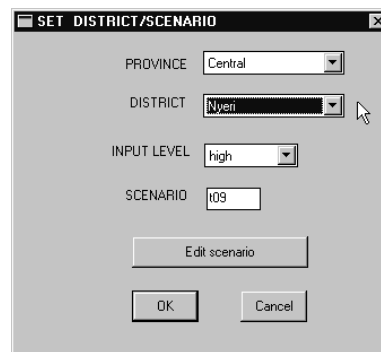 SET DISTRICT/SCENARIO
PROVINCE Central
DISTRICT Nyeri
INPUT LEVEL high
SCENARIO t09
Edit scenario
OK Cancel